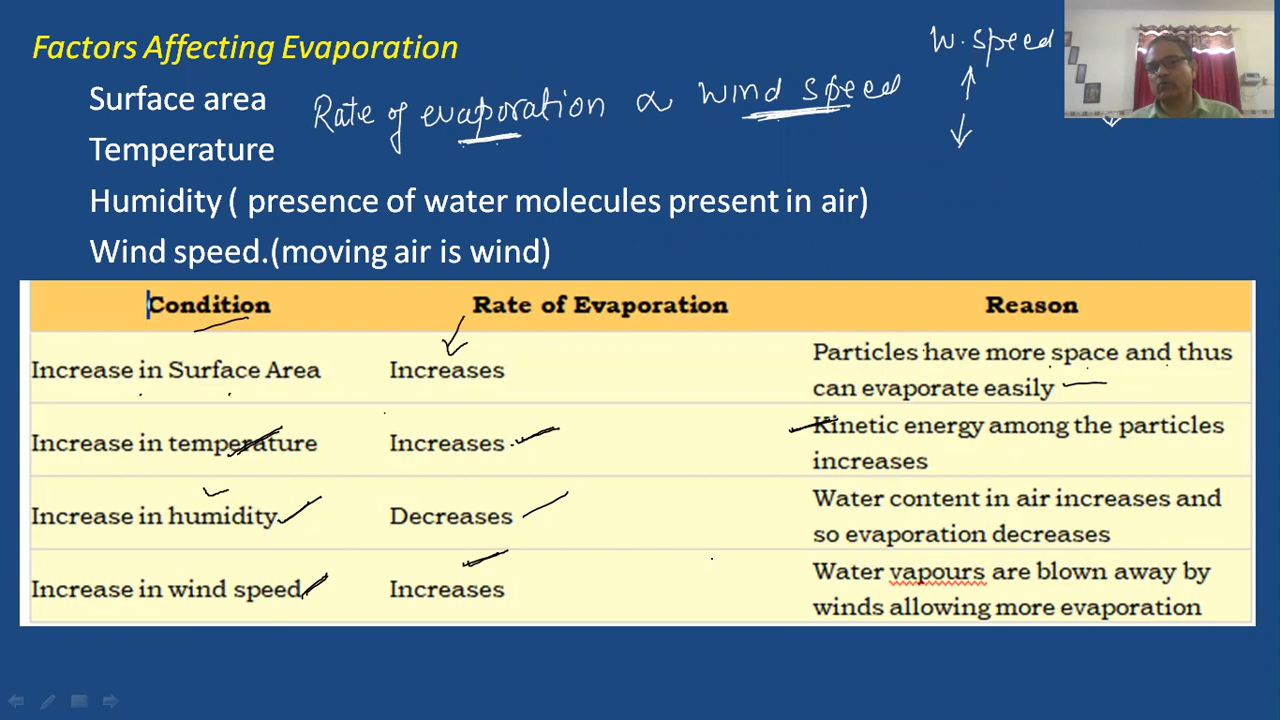 Factors Affecting Evaporation
W. speed
Surface area
Rate of evaporation ∝ wind speed
Temperature
Humidity ( presence of water molecules present in air)
Wind speed.(moving air is wind)
Condition Rate of Evaporation Reason
Increase in Surface Area Increases Particles have more space and thus
can evaporate easily
Increase in temperature Increases Kinetic energy among the particles
increases
Increase in humidity Decreases Water content in air increases and
so evaporation decreases
Increase in wind speed Increases Water vapours are blown away by
winds allowing more evaporation